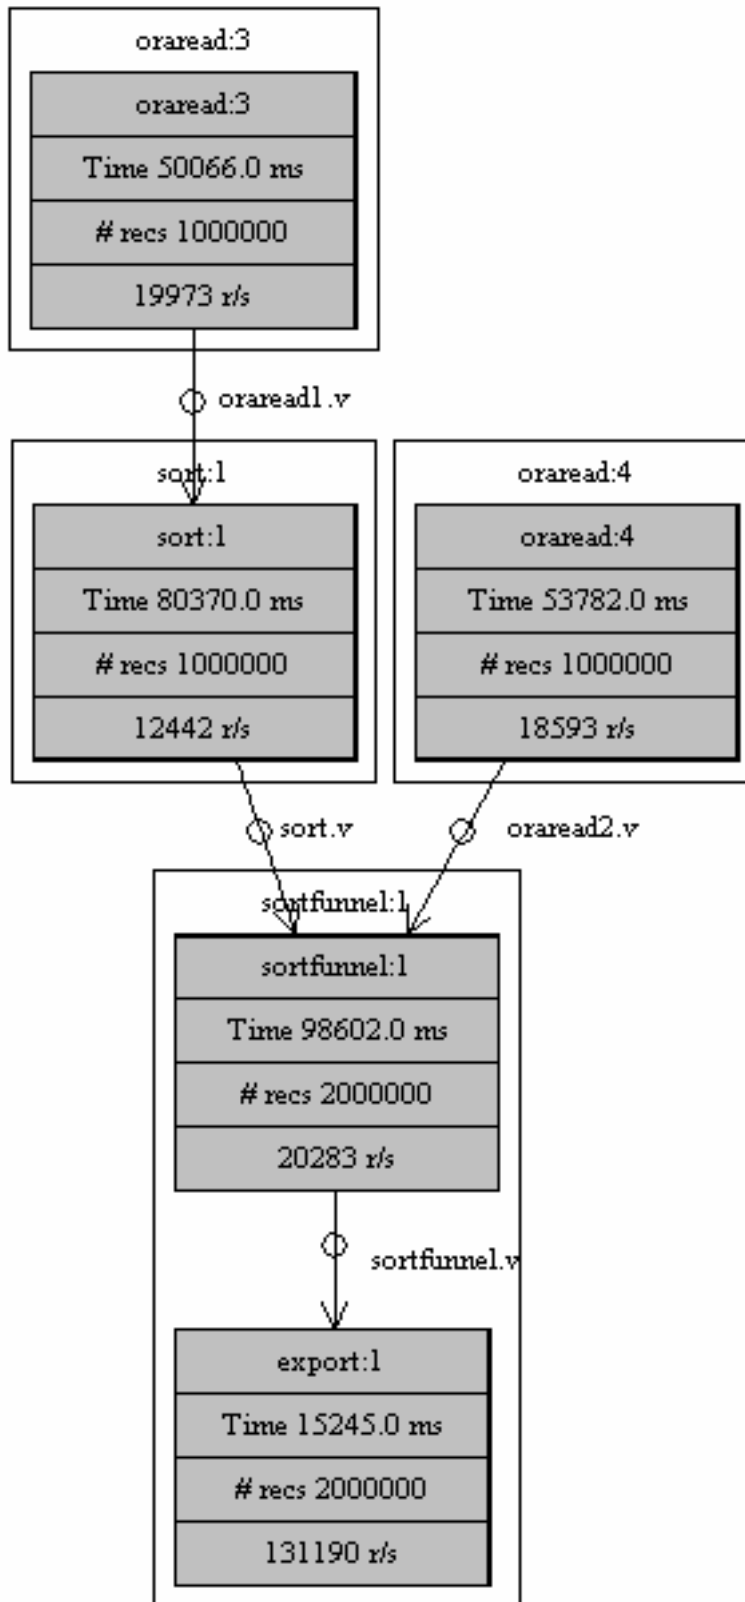 oraread:3
oraread:3
Time 50066.0 ms
# recs 1000000
19973 r/s
oraread1.v
sort:1
sort:1
Time 80370.0 ms
# recs 1000000
12442 r/s
oraread:4
oraread:4
Time 53782.0 ms
# recs 1000000
18593 r/s
sort.v
oraread2.v
sortfunnel:1
sortfunnel:1
Time 98602.0 ms
# recs 2000000
20283 r/s
sortfunnel.v
export:1
Time 15245.0 ms
# recs 2000000
131190 r/s